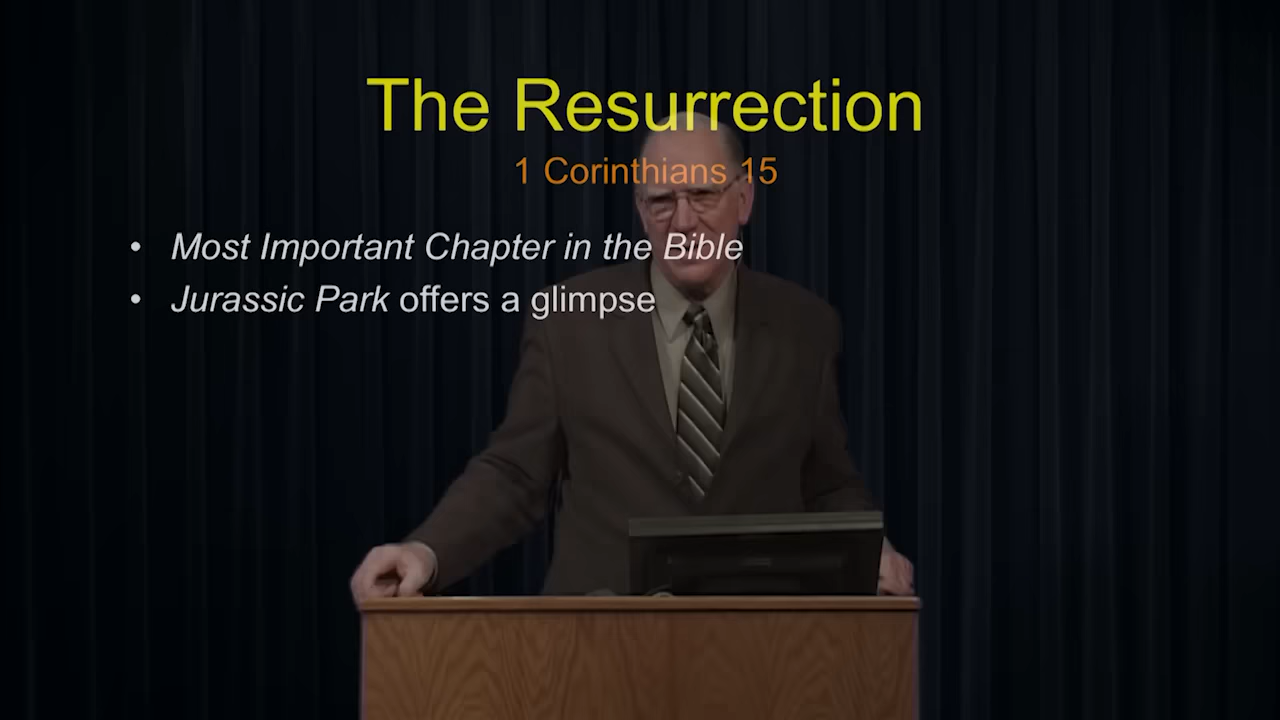 The Resurrection
1 Corinthians 15
• Most Important Chapter in the Bible
• Jurassic Park offers a glimpse